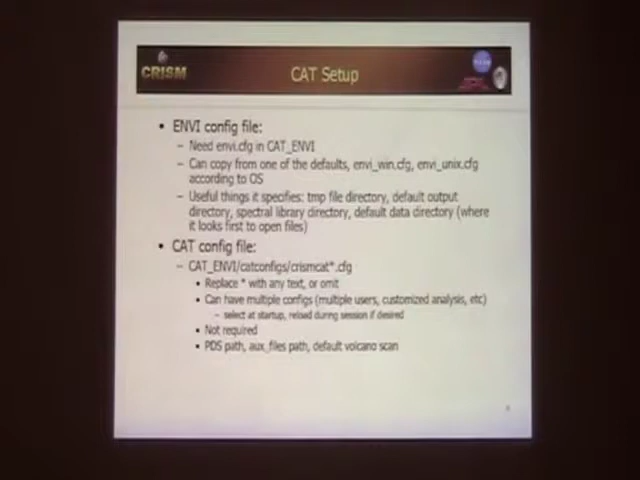 CRISM
CAT Setup
• ENVI config file:
– Need envi.cfg in CAT_ENVI
– Can copy from one of the defaults, envi_win.cfg, envi_unix.cfg
according to OS
– Useful things it specifies: tmp file directory, default output
directory, spectral library directory, default data directory (where
it looks first to open files)
• CAT config file:
– CAT_ENVI/catconfigs/crismcat*.cfg
• Replace * with any text, or omit
• Can have multiple configs (multiple users, customized analysis, etc)
– select at startup, reload during session if desired
• Not required
• PDS path, aux_files path, default volcano scan